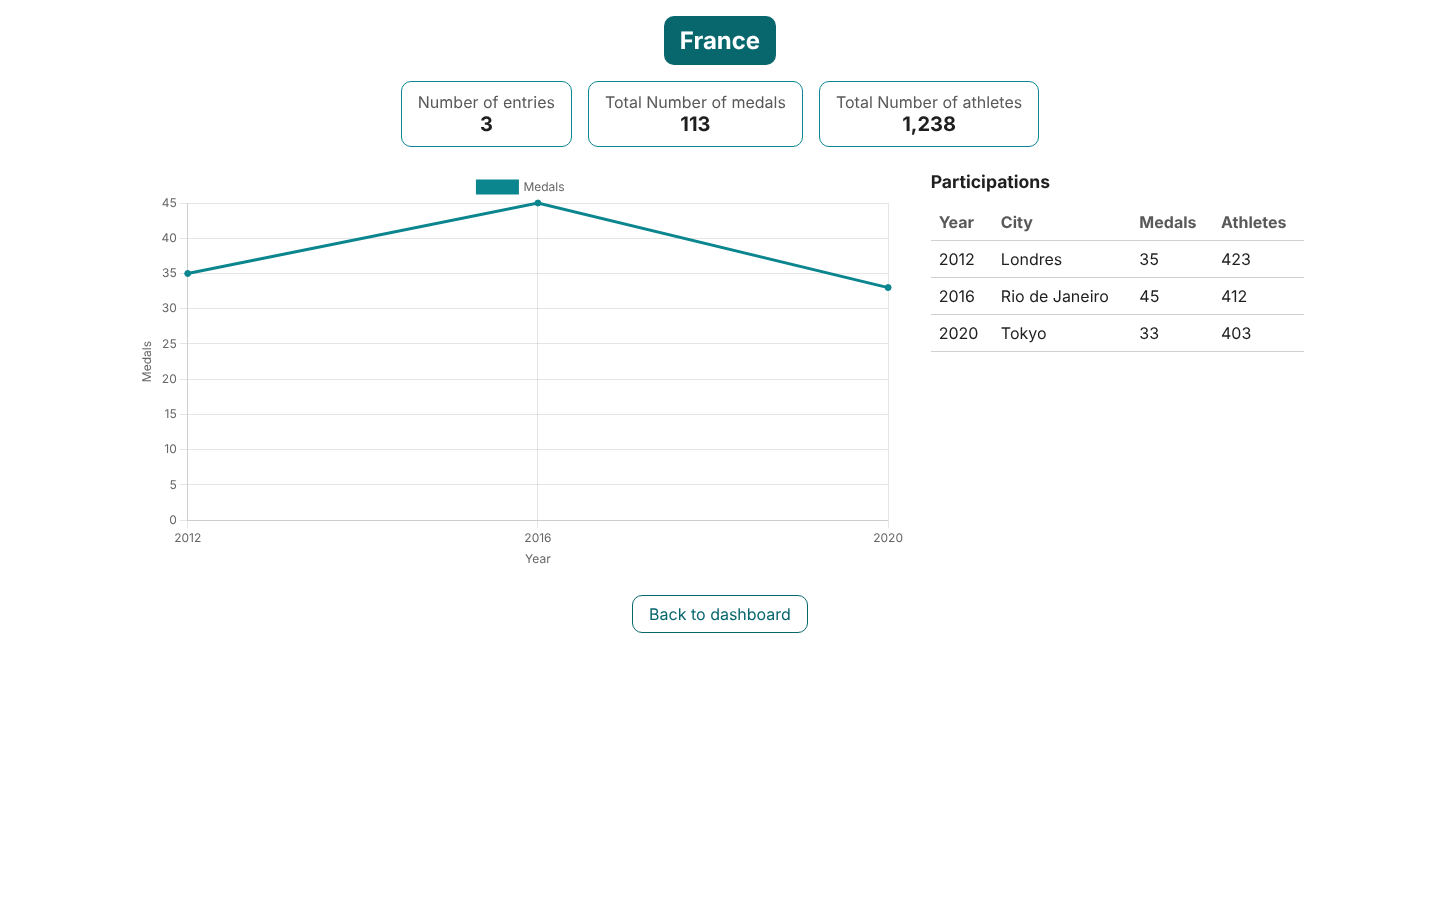 France
Number of entries
3
Total Number of medals
113
Total Number of athletes
1,238
Medals
45
40
35
30
25
20
15
10
5
0
Medals
2012
2016
2020
Year
Participations
Year City Medals Athletes
2012 Londres 35 423
2016 Rio de Janeiro 45 412
2020 Tokyo 33 403
Back to dashboard